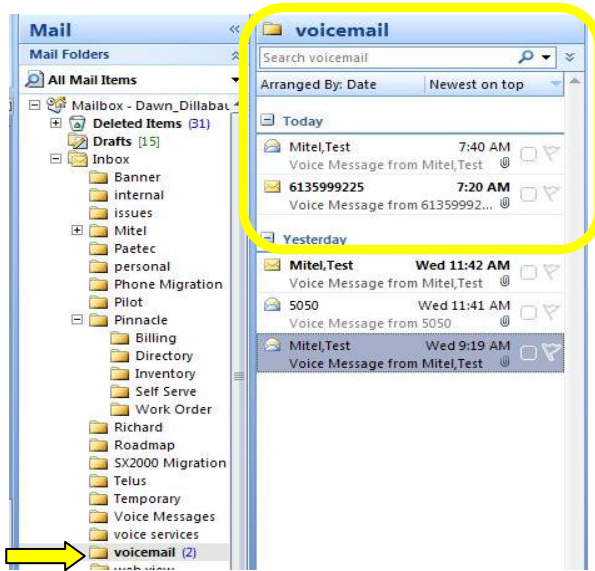 Mail
Mail Folders
All Mail Items
Mailbox - Dawn_Dillabau
Deleted Items (31)
Drafts [15]
Inbox
Banner
internal
issues
Mitel
Paetec
personal
Phone Migration
Pilot
Pinnacle
Billing
Directory
Inventory
Self Serve
Work Order
Richard
Roadmap
SX2000 Migration
Telus
Temporary
Voice Messages
voice services
voicemail (2)
web view
voicemail
Search voicemail
Arranged By: Date Newest on top
Today
Mitel,Test 7:40 AM
Voice Message from Mitel,Test
6135999225 7:20 AM
Voice Message from 61359992...
Yesterday
Mitel,Test Wed 11:42 AM
Voice Message from Mitel,Test
5050 Wed 11:41 AM
Voice Message from 5050
Mitel,Test Wed 9:19 AM
Voice Message from Mitel,Test